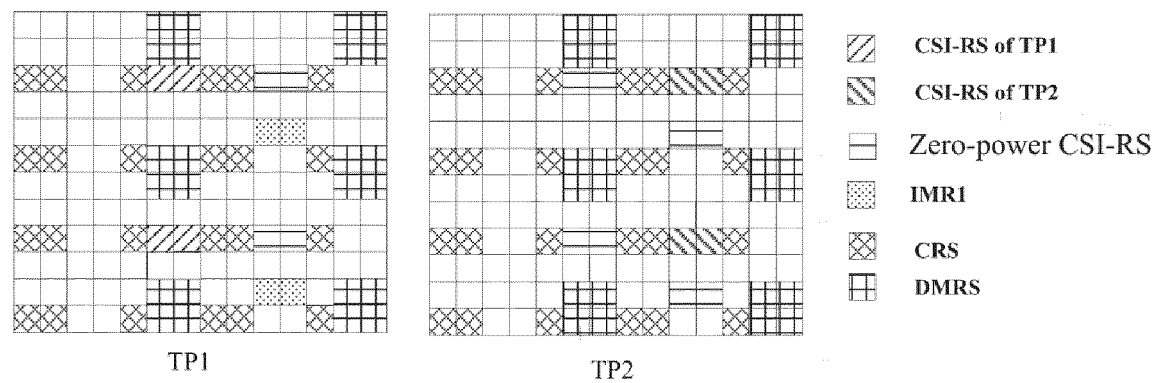 CSI-RS of TP1
CSI-RS of TP2
Zero-power CSI-RS
IMR1
CRS
DMRS
TP1
TP2